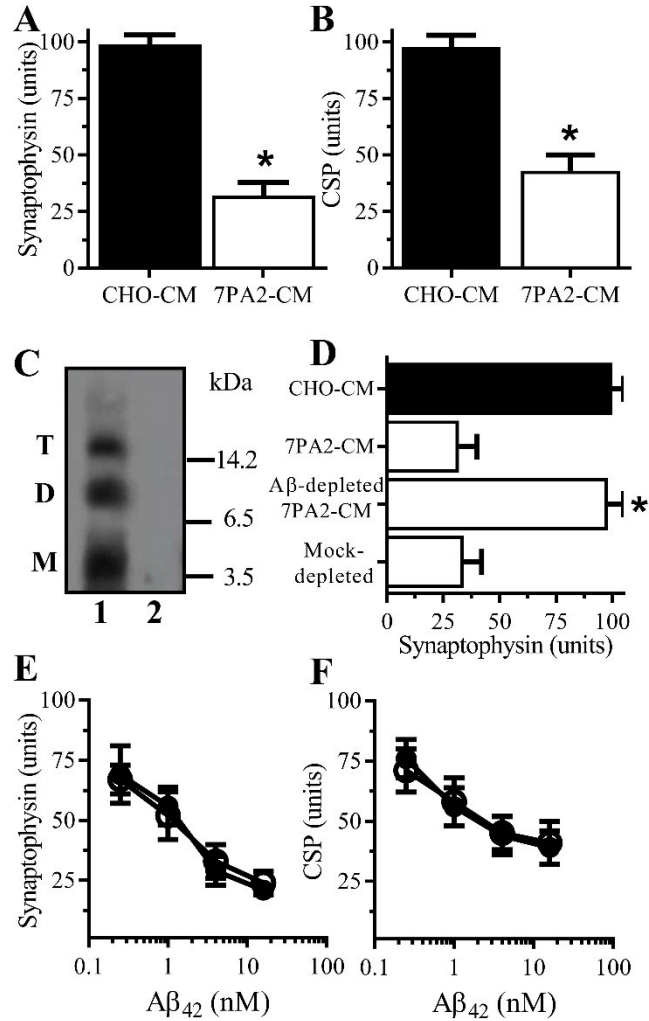 A
Synaptophysin (units)
100
75
50
25
0
*
CHO-CM 7PA2-CM
B
CSP (units)
100
75
50
25
0
*
CHO-CM 7PA2-CM
C
kDa
T
14.2
D
6.5
M
3.5
1 2
D
CHO-CM
7PA2-CM
Aβ-depleted
7PA2-CM
*
Mock-
depleted
0 25 50 75 100
Synaptophysin (units)
E
Synaptophysin (units)
100
75
50
25
0.1 1 10 100
Aβ42 (nM)
F
CSP (units)
100
75
50
25
0.1 1 10 100
Aβ42 (nM)